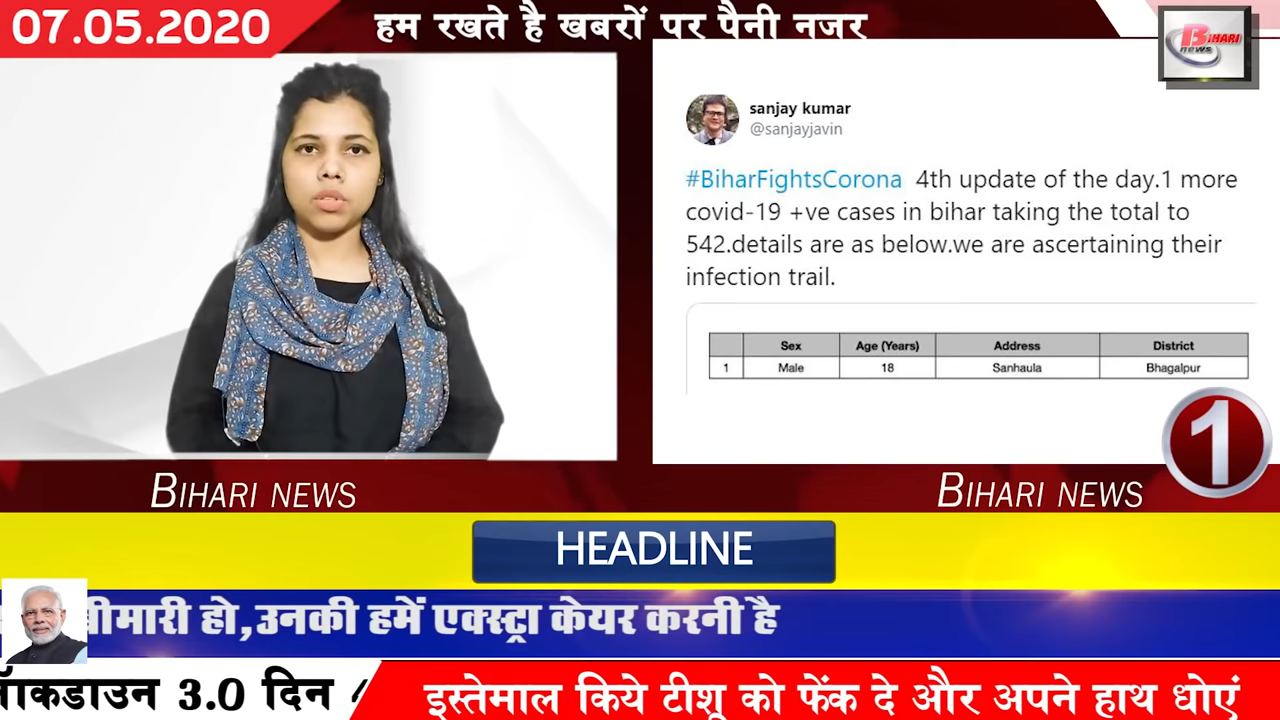 07.05.2020
हम रखते है खबरों पर पैनी नजर
BIHARI
news
sanjay kumar
@sanjayjavin
#BiharFightsCorona 4th update of the day.1 more
covid-19 +ve cases in bihar taking the total to
542.details are as below.we are ascertaining their
infection trail.
Sex Age (Years) Address District
1 Male 18 Sanhaula Bhagalpur
1
BIHARI NEWS
BIHARI NEWS
HEADLINE
बीमारी हो,उनकी हमें एक्स्ट्रा केयर करनी है
लॉकडाउन 3.0 दिन
इस्तेमाल किये टीशू को फेंक दे और अपने हाथ धोएं